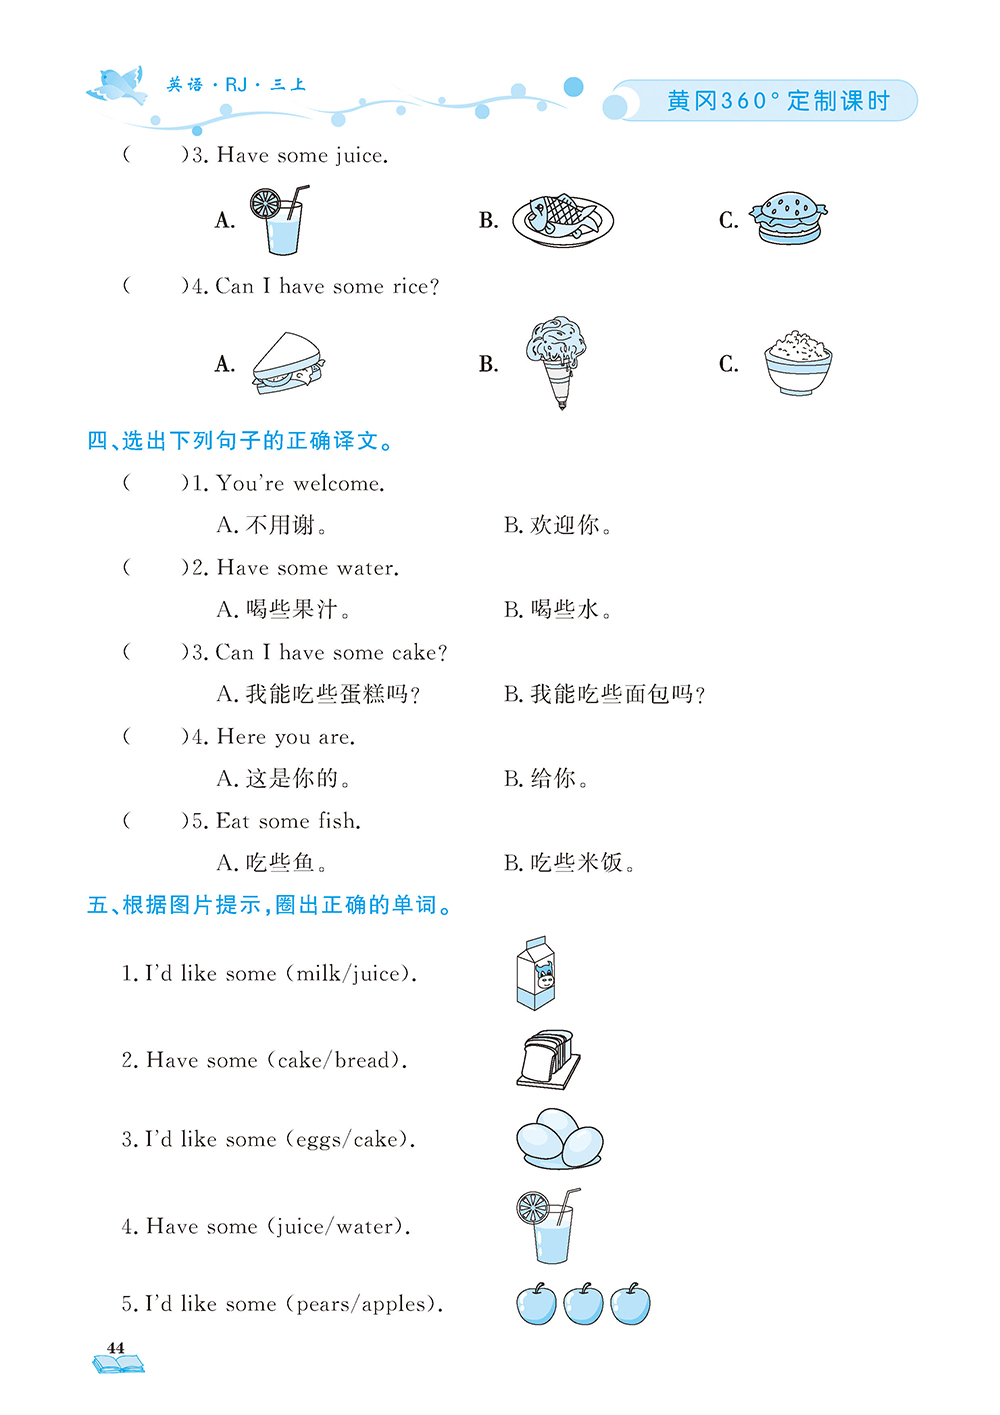 英语·RJ·三上
黄冈360°定制课时
(    )3. Have some juice.
A.  B.  C.
(    )4. Can I have some rice?
A.  B.  C.
四、选出下列句子的正确译文。
(    )1. You're welcome.
A. 不用谢。  B. 欢迎你。
(    )2. Have some water.
A. 喝些果汁。  B. 喝些水。
(    )3. Can I have some cake?
A. 我能吃些蛋糕吗?  B. 我能吃些面包吗?
(    )4. Here you are.
A. 这是你的。  B. 给你。
(    )5. Eat some fish.
A. 吃些鱼。  B. 吃些米饭。
五、根据图片提示,圈出正确的单词。
1. I'd like some (milk/juice).
2. Have some (cake/bread).
3. I'd like some (eggs/cake).
4. Have some (juice/water).
5. I'd like some (pears/apples).
44